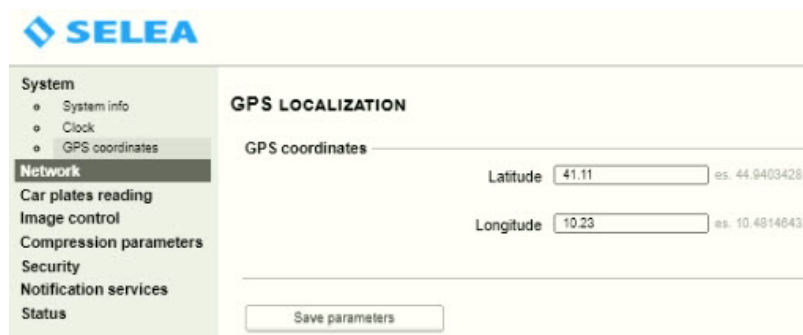 SELEA
System
System info
Clock
GPS coordinates
Network
Car plates reading
Image control
Compression parameters
Security
Notification services
Status
GPS LOCALIZATION
GPS coordinates
Latitude 41.11 es. 44.9403428
Longitude 10.23 es. 10.4814643
Save parameters